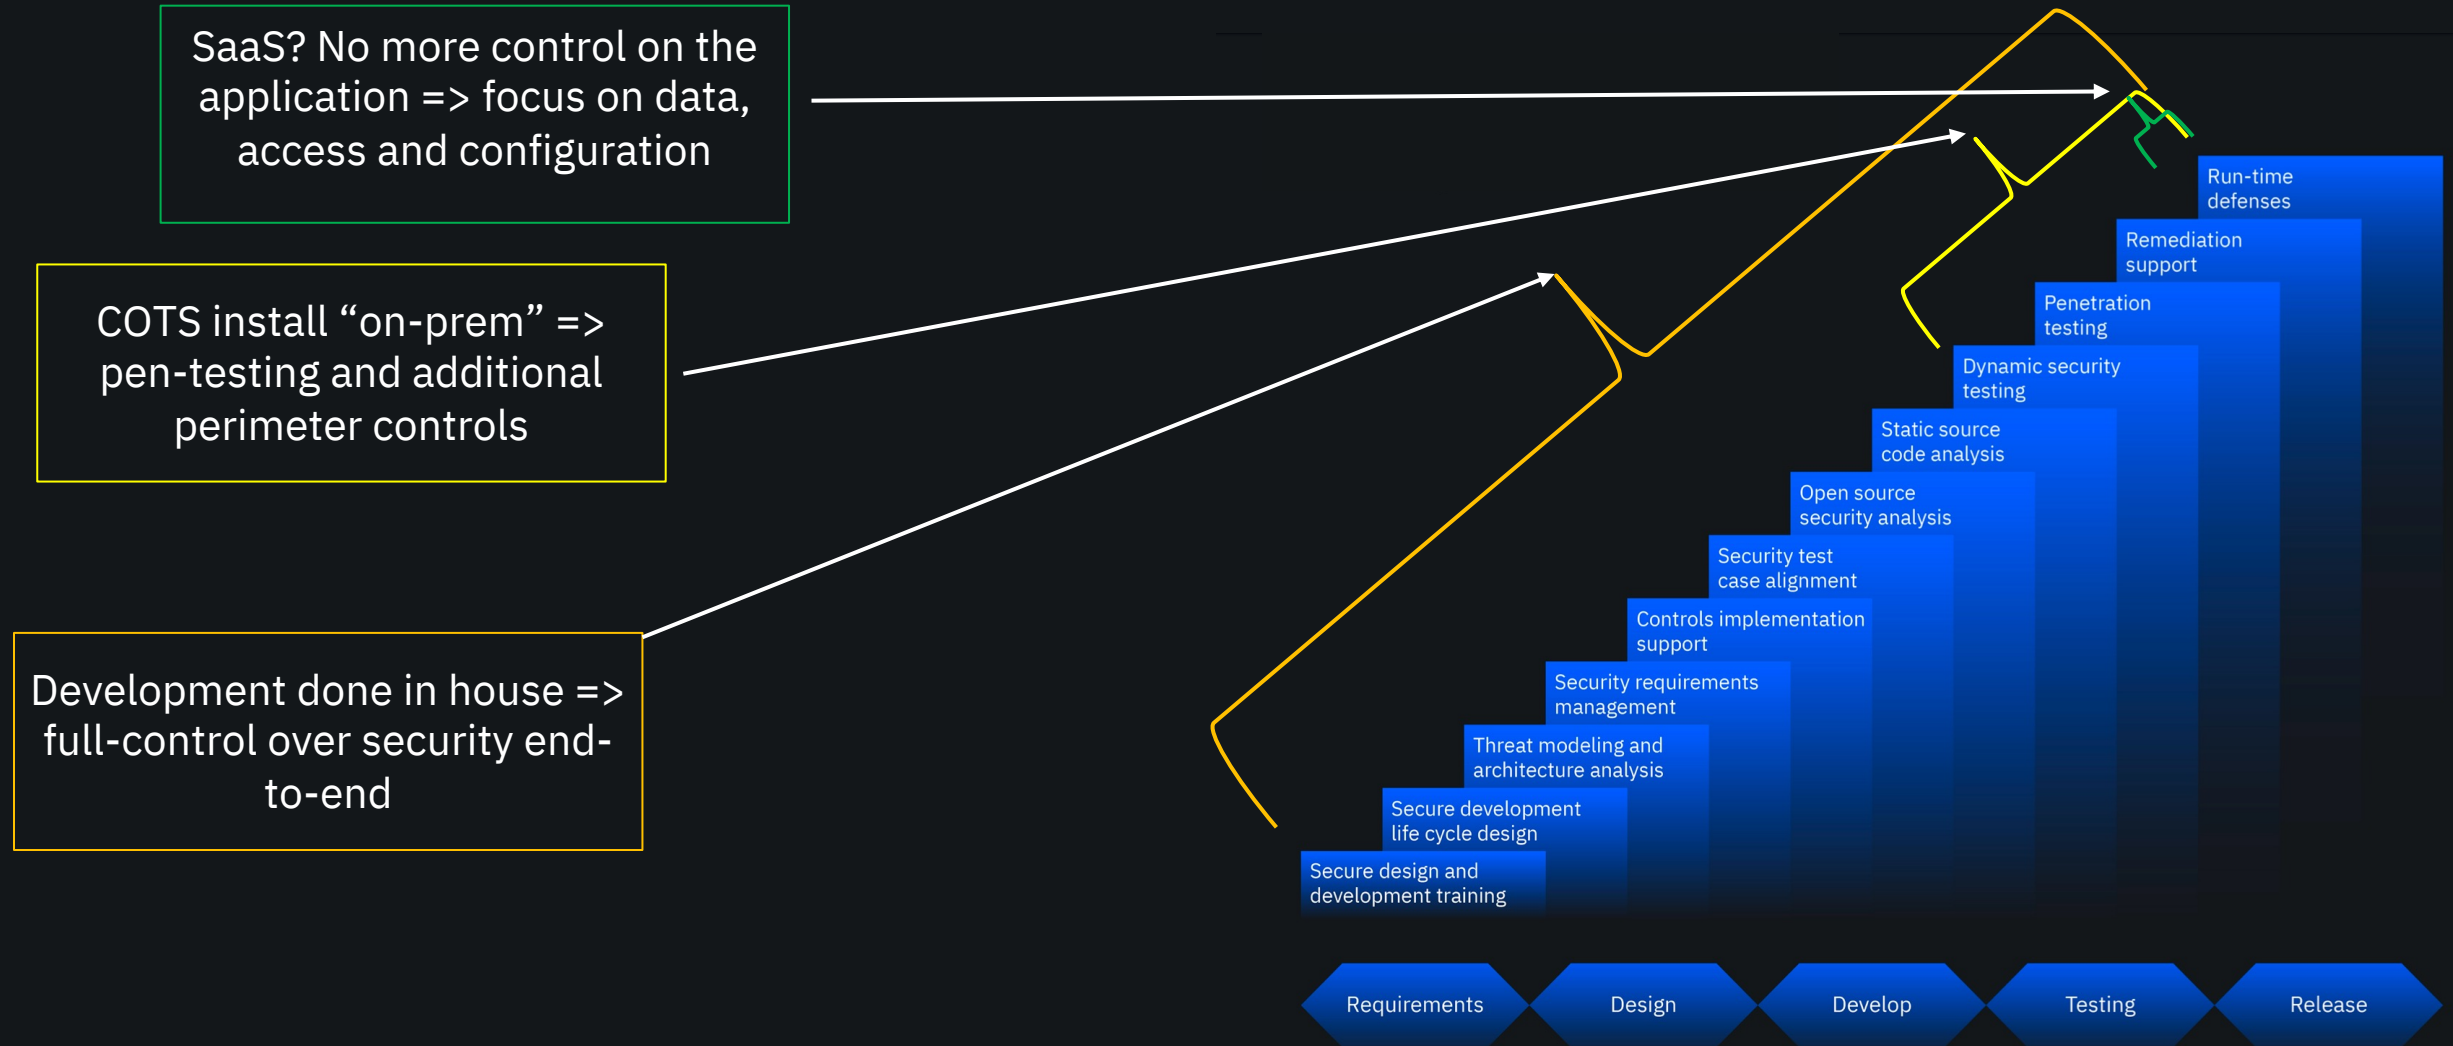 SaaS? No more control on the
application => focus on data,
access and configuration
COTS install “on-prem” =>
pen-testing and additional
perimeter controls
Development done in house =>
full-control over security end-
to-end
Run-time
defenses
Remediation
support
Penetration
testing
Dynamic security
testing
Static source
code analysis
Open source
security analysis
Security test
case alignment
Controls implementation
support
Security requirements
management
Threat modeling and
architecture analysis
Secure development
life cycle design
Secure design and
development training
Requirements
Design
Develop
Testing
Release